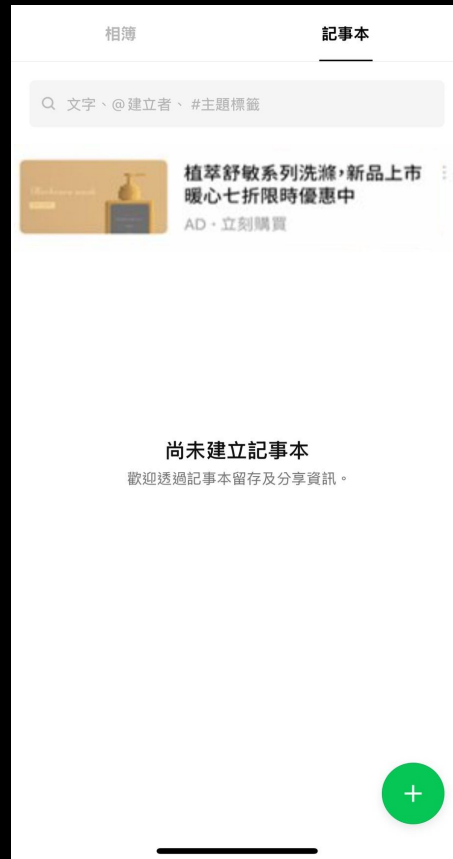 相簿
記事本
文字、@建立者、 #主題標籤
植萃舒敏系列洗滌,新品上市
暖心七折限時優惠中
AD・立刻購買
尚未建立記事本
歡迎透過記事本留存及分享資訊。